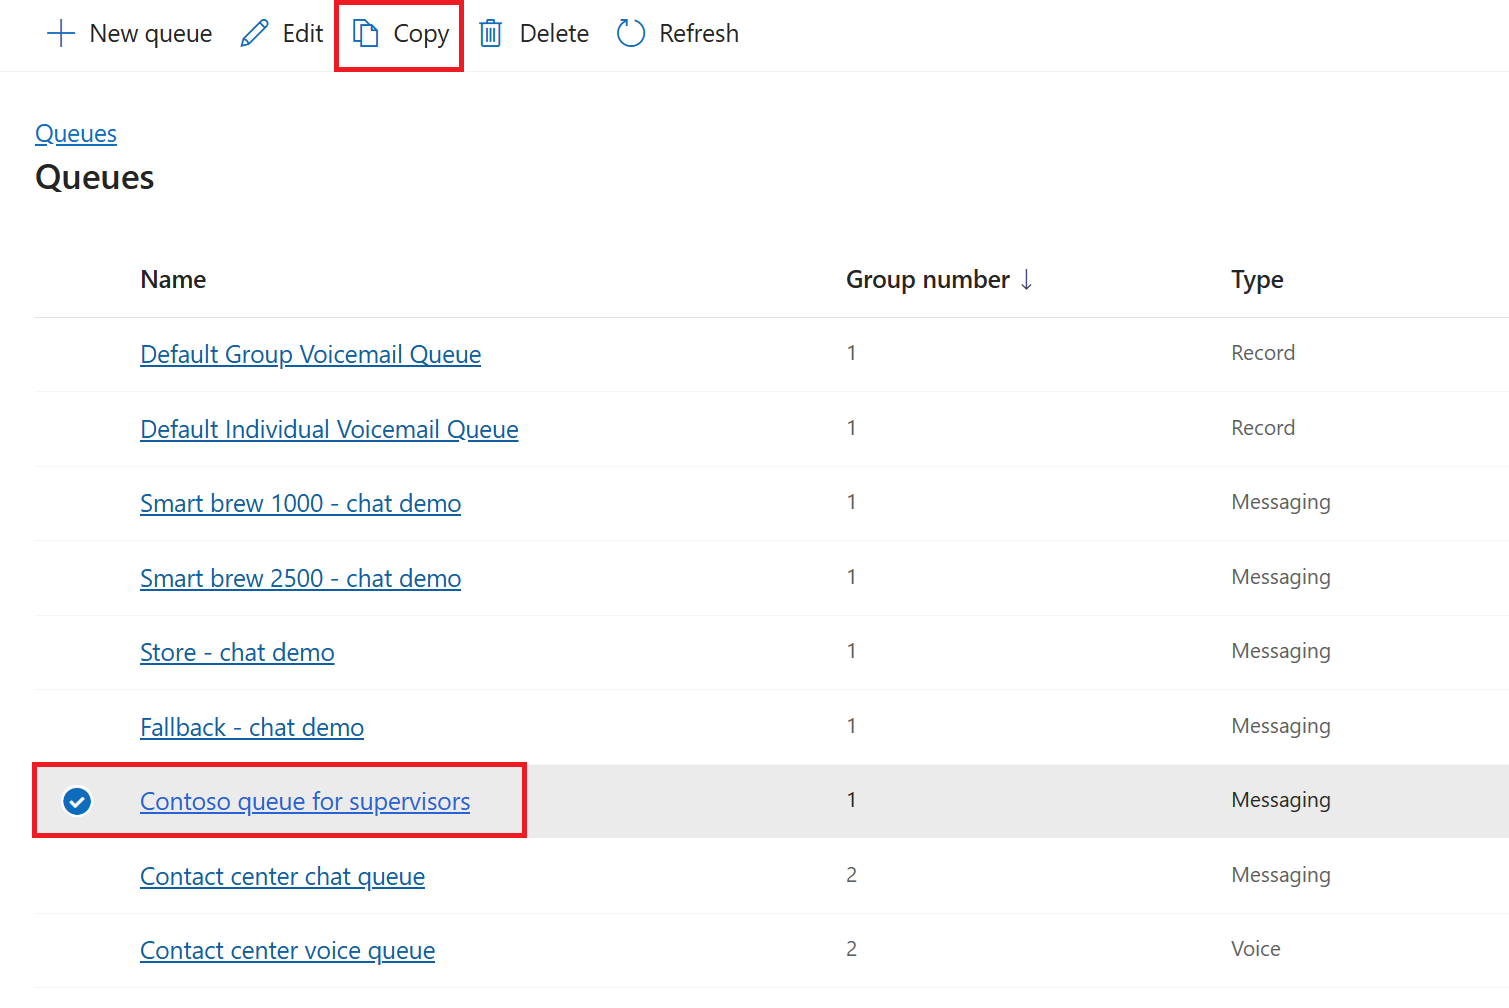 New queue Edit Copy Delete Refresh
Queues
Queues
Name Group number Type
Default Group Voicemail Queue 1 Record
Default Individual Voicemail Queue 1 Record
Smart brew 1000 - chat demo 1 Messaging
Smart brew 2500 - chat demo 1 Messaging
Store - chat demo 1 Messaging
Fallback - chat demo 1 Messaging
Contoso queue for supervisors 1 Messaging
Contact center chat queue 2 Messaging
Contact center voice queue 2 Voice